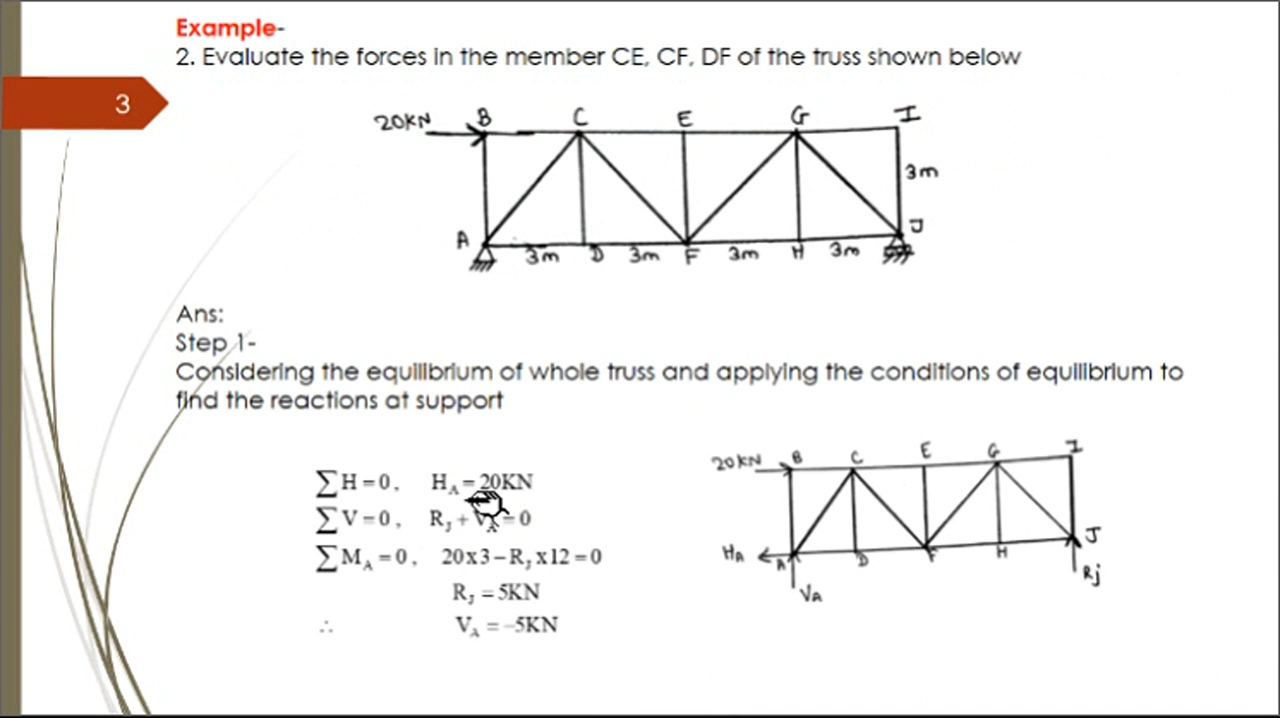 Example-
2. Evaluate the forces in the member CE, CF, DF of the truss shown below
3
20KN B C E G I
3m
A J
3m D 3m F 3m H 3m
Ans:
Step 1-
Considering the equilibrium of whole truss and applying the conditions of equilibrium to
find the reactions at support
∑H=0, H_A=20KN
∑V=0, R_J+V_A=0
∑M_A=0, 20x3-R_J x12=0
R_J=5KN
∴ V_A=-5KN
20KN B C E G I
H_A A D F H J
V_A Rj